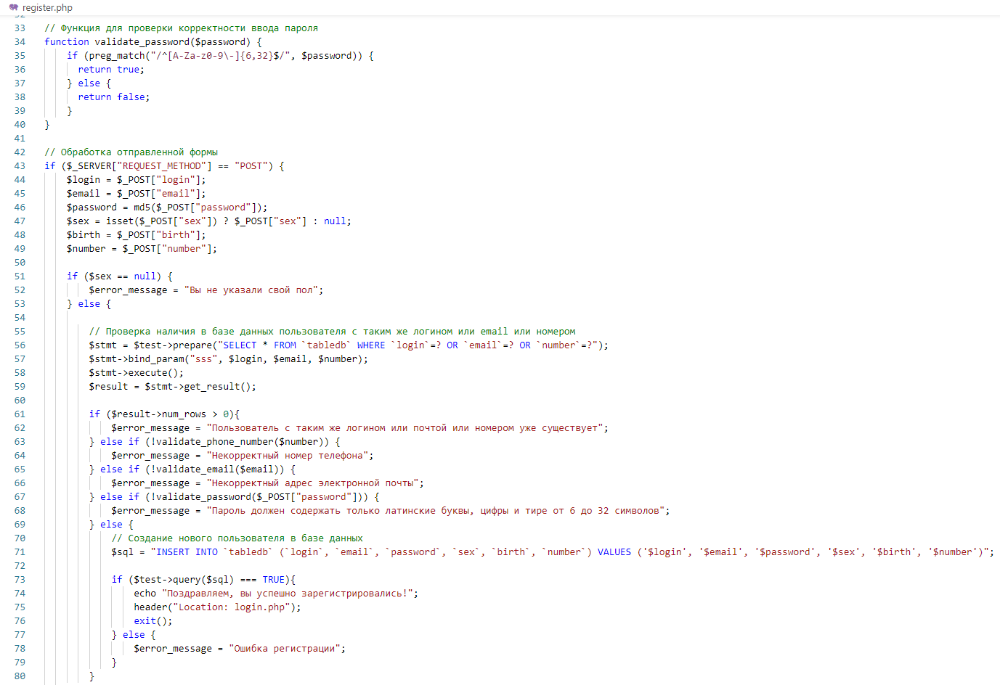 register.php
32
33 // Функция для проверки корректности ввода пароля
34 function validate_password($password) {
35 if (preg_match("/^[A-Za-z0-9\-]{6,32}$/", $password)) {
36 return true;
37 } else {
38 return false;
39 }
40 }
41
42 // Обработка отправленной формы
43 if ($_SERVER["REQUEST_METHOD"] == "POST") {
44 $login = $_POST["login"];
45 $email = $_POST["email"];
46 $password = md5($_POST["password"]);
47 $sex = isset($_POST["sex"]) ? $_POST["sex"] : null;
48 $birth = $_POST["birth"];
49 $number = $_POST["number"];
50
51 if ($sex == null) {
52 $error_message = "Вы не указали свой пол";
53 } else {
54
55 // Проверка наличия в базе данных пользователя с таким же логином или email или номером
56 $stmt = $test->prepare("SELECT * FROM `tabledb` WHERE `login`=? OR `email`=? OR `number`=?");
57 $stmt->bind_param("sss", $login, $email, $number);
58 $stmt->execute();
59 $result = $stmt->get_result();
60
61 if ($result->num_rows > 0){
62 $error_message = "Пользователь с таким же логином или почтой или номером уже существует";
63 } else if (!validate_phone_number($number)) {
64 $error_message = "Некорректный номер телефона";
65 } else if (!validate_email($email)) {
66 $error_message = "Некорректный адрес электронной почты";
67 } else if (!validate_password($_POST["password"])) {
68 $error_message = "Пароль должен содержать только латинские буквы, цифры и тире от 6 до 32 символов";
69 } else {
70 // Создание нового пользователя в базе данных
71 $sql = "INSERT INTO `tabledb` (`login`, `email`, `password`, `sex`, `birth`, `number`) VALUES ('$login', '$email', '$password', '$sex', '$birth', '$number')";
72
73 if ($test->query($sql) === TRUE){
74 echo "Поздравляем, вы успешно зарегистрировались!";
75 header("Location: login.php");
76 exit();
77 } else {
78 $error_message = "Ошибка регистрации";
79 }
80 }